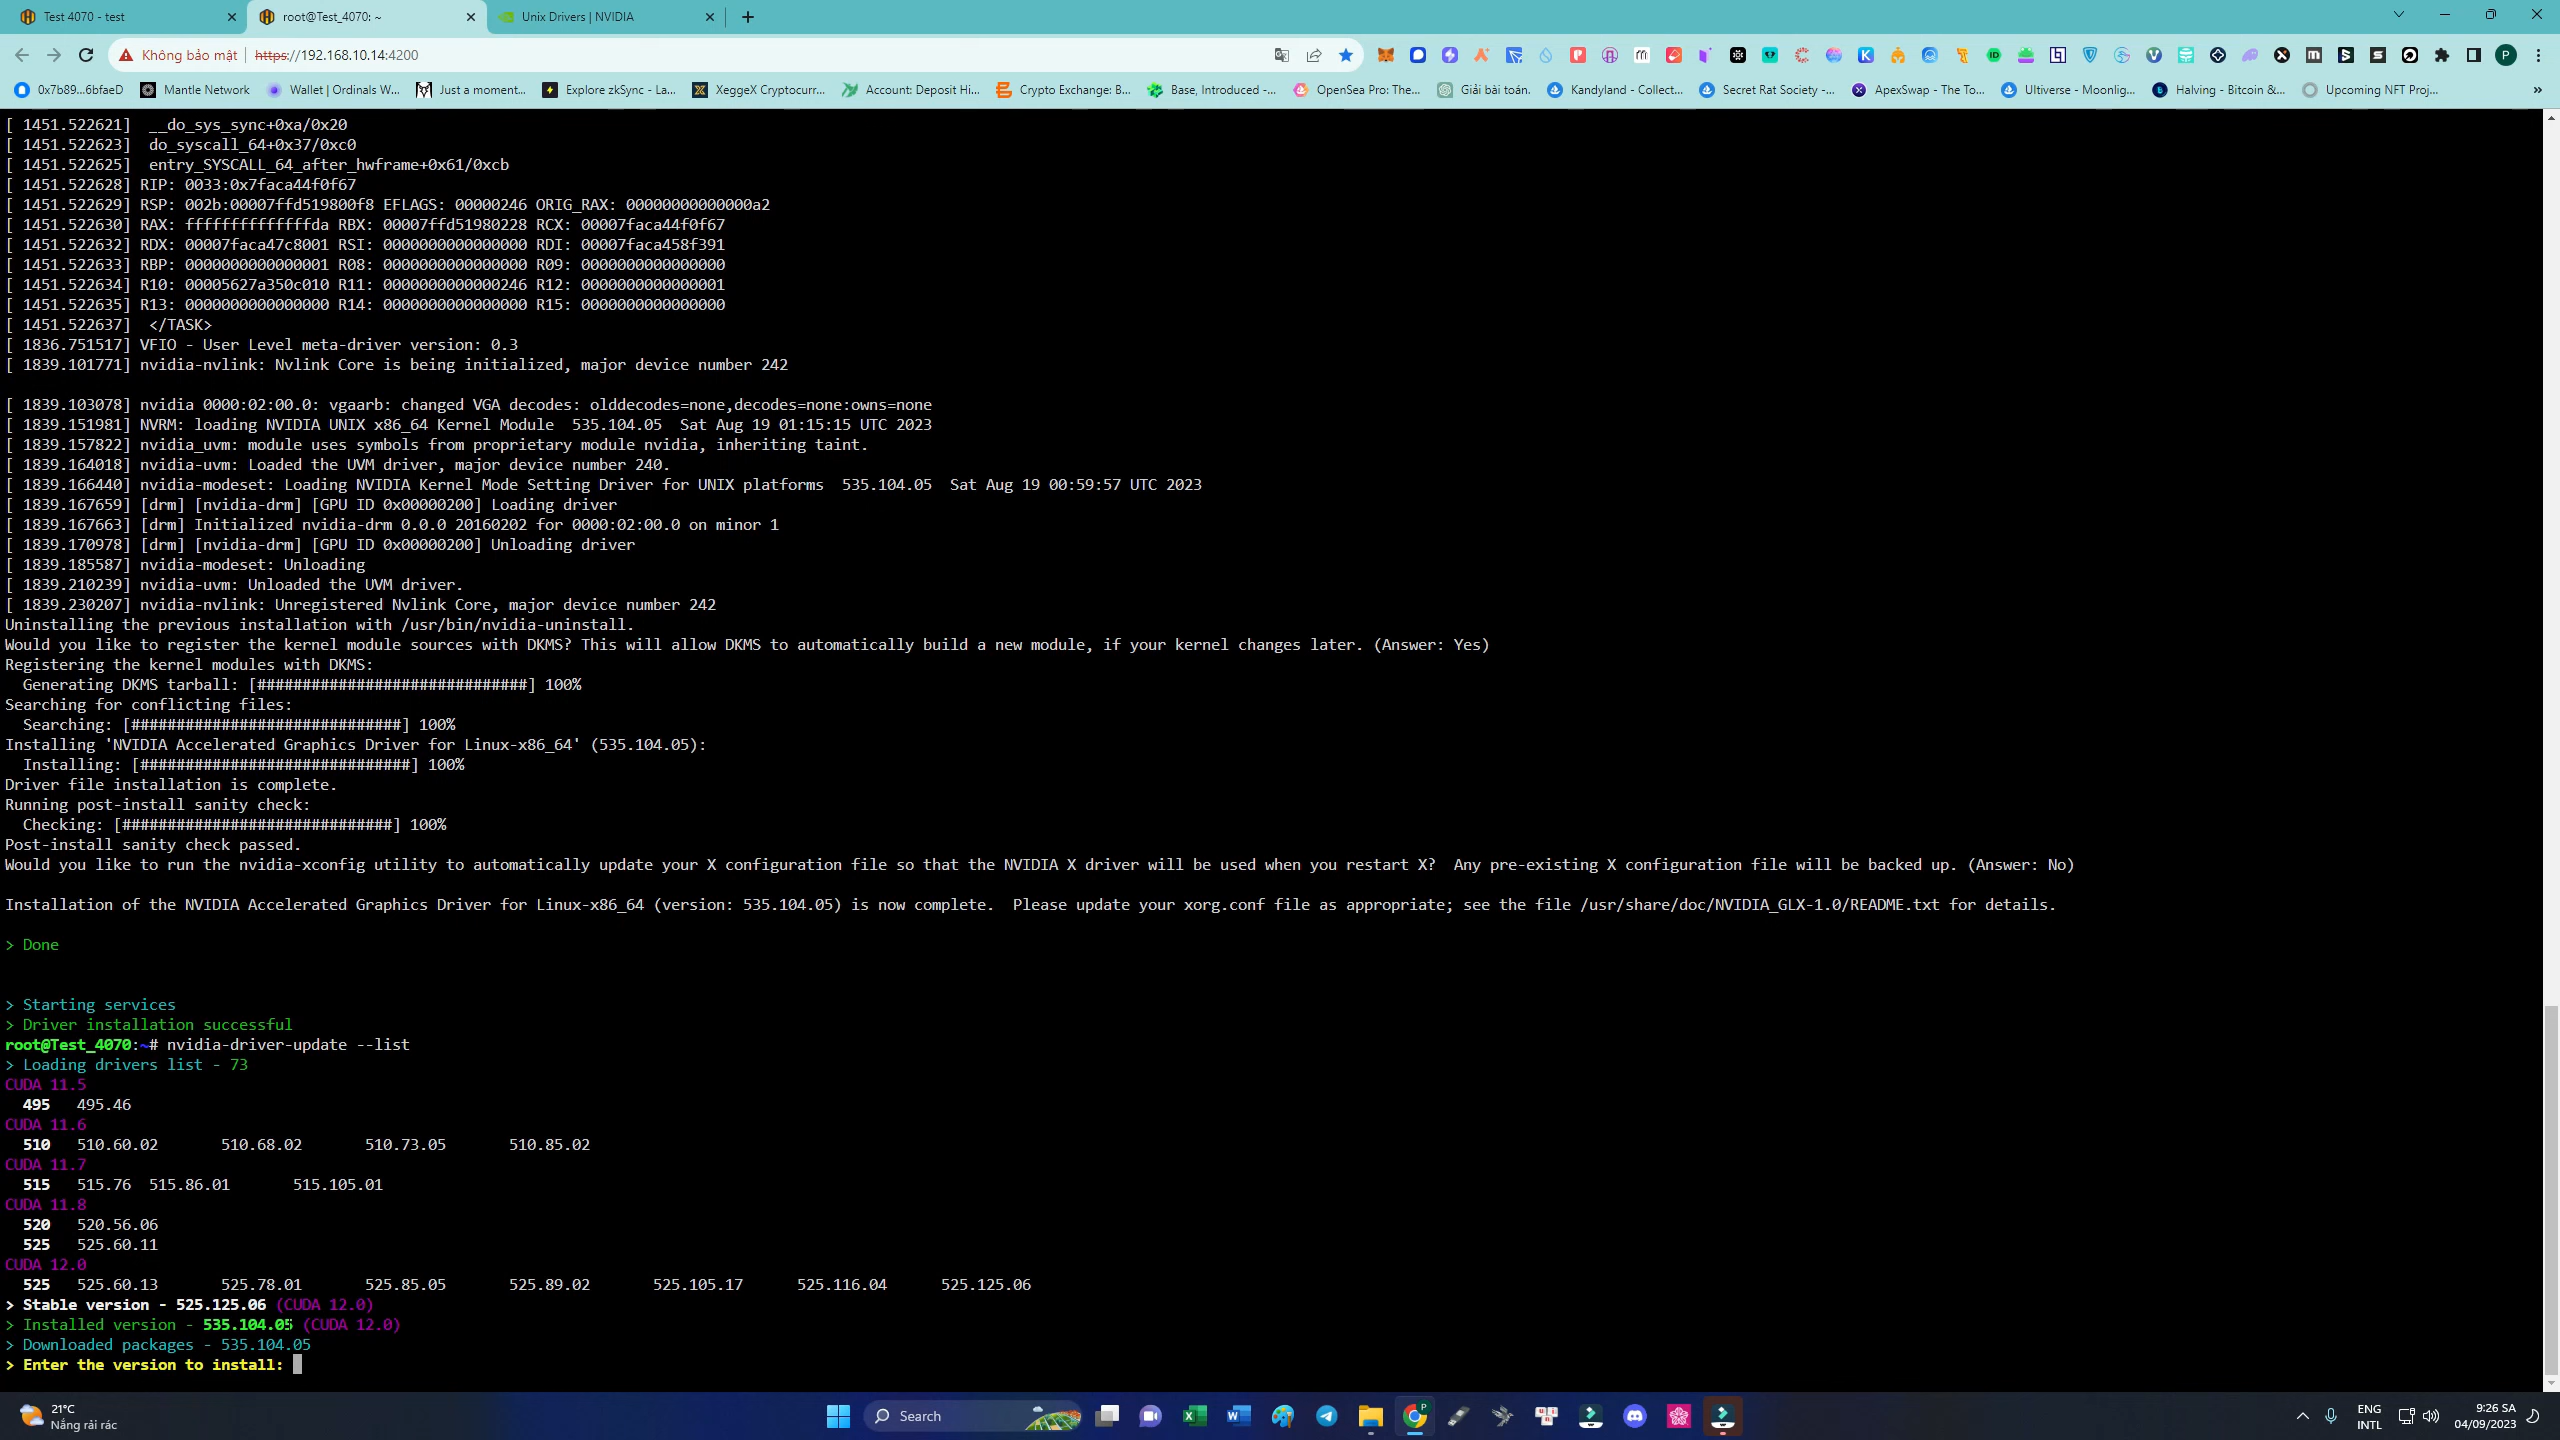 Test 4070 - test
root@Test_4070: ~
Unix Drivers | NVIDIA
Không bảo mật
https://192.168.10.14:4200
0x7b89...6bfaeD
Mantle Network
Wallet | Ordinals W...
Just a moment...
Explore zkSync - La...
XeggeX Cryptocurr...
Account: Deposit Hi...
Crypto Exchange: B...
Base, Introduced -...
OpenSea Pro: The...
Giải bài toán.
Kandyland - Collect...
Secret Rat Society -...
ApexSwap - The To...
Ultiverse - Moonlig...
Halving - Bitcoin &...
Upcoming NFT Proj...
[ 1451.522621]  __do_sys_sync+0xa/0x20
[ 1451.522623]  do_syscall_64+0x37/0xc0
[ 1451.522625]  entry_SYSCALL_64_after_hwframe+0x61/0xcb
[ 1451.522628] RIP: 0033:0x7faca44f0f67
[ 1451.522629] RSP: 002b:00007ffd519800f8 EFLAGS: 00000246 ORIG_RAX: 00000000000000a2
[ 1451.522630] RAX: ffffffffffffffda RBX: 00007ffd51980228 RCX: 00007faca44f0f67
[ 1451.522632] RDX: 00007faca47c8001 RSI: 0000000000000000 RDI: 00007faca458f391
[ 1451.522633] RBP: 0000000000000001 R08: 0000000000000000 R09: 0000000000000000
[ 1451.522634] R10: 00005627a350c010 R11: 0000000000000246 R12: 0000000000000001
[ 1451.522635] R13: 0000000000000000 R14: 0000000000000000 R15: 0000000000000000
[ 1451.522637]  </TASK>
[ 1836.751517] VFIO - User Level meta-driver version: 0.3
[ 1839.101771] nvidia-nvlink: Nvlink Core is being initialized, major device number 242
[ 1839.103078] nvidia 0000:02:00.0: vgaarb: changed VGA decodes: olddecodes=none,decodes=none:owns=none
[ 1839.151981] NVRM: loading NVIDIA UNIX x86_64 Kernel Module  535.104.05  Sat Aug 19 01:15:15 UTC 2023
[ 1839.157822] nvidia_uvm: module uses symbols from proprietary module nvidia, inheriting taint.
[ 1839.164018] nvidia-uvm: Loaded the UVM driver, major device number 240.
[ 1839.166440] nvidia-modeset: Loading NVIDIA Kernel Mode Setting Driver for UNIX platforms  535.104.05  Sat Aug 19 00:59:57 UTC 2023
[ 1839.167659] [drm] [nvidia-drm] [GPU ID 0x00000200] Loading driver
[ 1839.167663] [drm] Initialized nvidia-drm 0.0.0 20160202 for 0000:02:00.0 on minor 1
[ 1839.170978] [drm] [nvidia-drm] [GPU ID 0x00000200] Unloading driver
[ 1839.185587] nvidia-modeset: Unloading
[ 1839.210239] nvidia-uvm: Unloaded the UVM driver.
[ 1839.230207] nvidia-nvlink: Unregistered Nvlink Core, major device number 242
Uninstalling the previous installation with /usr/bin/nvidia-uninstall.
Would you like to register the kernel module sources with DKMS? This will allow DKMS to automatically build a new module, if your kernel changes later. (Answer: Yes)
Registering the kernel modules with DKMS:
Generating DKMS tarball: [##############################] 100%
Searching for conflicting files:
Searching: [##############################] 100%
Installing 'NVIDIA Accelerated Graphics Driver for Linux-x86_64' (535.104.05):
Installing: [##############################] 100%
Driver file installation is complete.
Running post-install sanity check:
Checking: [##############################] 100%
Post-install sanity check passed.
Would you like to run the nvidia-xconfig utility to automatically update your X configuration file so that the NVIDIA X driver will be used when you restart X?  Any pre-existing X configuration file will be backed up. (Answer: No)
Installation of the NVIDIA Accelerated Graphics Driver for Linux-x86_64 (version: 535.104.05) is now complete.  Please update your xorg.conf file as appropriate; see the file /usr/share/doc/NVIDIA_GLX-1.0/README.txt for details.
> Done
> Starting services
> Driver installation successful
root@Test_4070:~# nvidia-driver-update --list
> Loading drivers list - 73
CUDA 11.5
495   495.46
CUDA 11.6
510   510.60.02       510.68.02       510.73.05       510.85.02
CUDA 11.7
515   515.76  515.86.01       515.105.01
CUDA 11.8
520   520.56.06
525   525.60.11
CUDA 12.0
525   525.60.13       525.78.01       525.85.05       525.89.02       525.105.17      525.116.04      525.125.06
> Stable version - 525.125.06 (CUDA 12.0)
> Installed version - 535.104.05 (CUDA 12.0)
> Downloaded packages - 535.104.05
> Enter the version to install:
21°C
Nắng rải rác
Search
ENG
INTL
9:26 SA
04/09/2023